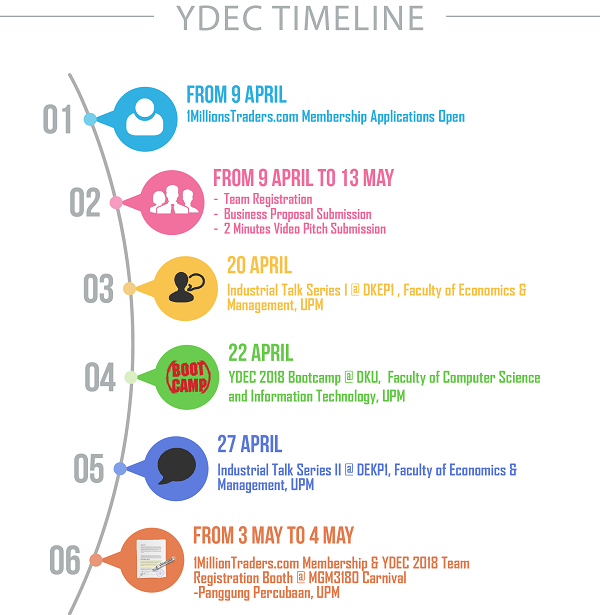 YDEC TIMELINE
01
FROM 9 APRIL
1MillionsTraders.com Membership Applications Open
02
FROM 9 APRIL TO 13 MAY
- Team Registration
- Business Proposal Submission
- 2 Minutes Video Pitch Submission
03
20 APRIL
Industrial Talk Series I @ DKEP1 , Faculty of Economics &
Management, UPM
04
BOOT
CAMP
22 APRIL
YDEC 2018 Bootcamp @ DKU, Faculty of Computer Science
and Information Technology, UPM
05
27 APRIL
Industrial Talk Series II @ DEKP1, Faculty of Economics &
Management, UPM
06
FROM 3 MAY TO 4 MAY
1MillionTraders.com Membership & YDEC 2018 Team
Registration Booth @ MGM3180 Carnival
-Panggung Percubaan, UPM